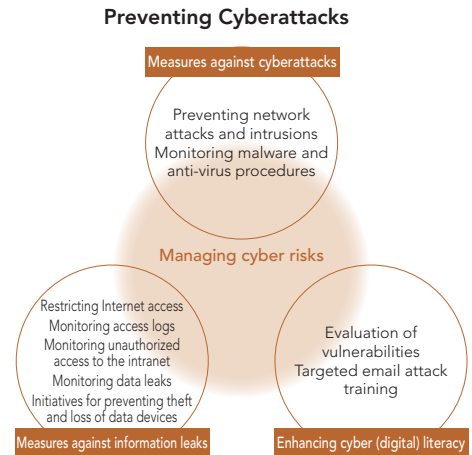 Preventing Cyberattacks
Measures against cyberattacks
Preventing network
attacks and intrusions
Monitoring malware and
anti-virus procedures
Managing cyber risks
Restricting Internet access
Monitoring access logs
Monitoring unauthorized
access to the intranet
Monitoring data leaks
Initiatives for preventing theft
and loss of data devices
Measures against information leaks
Evaluation of
vulnerabilities
Targeted email attack
training
Enhancing cyber (digital) literacy